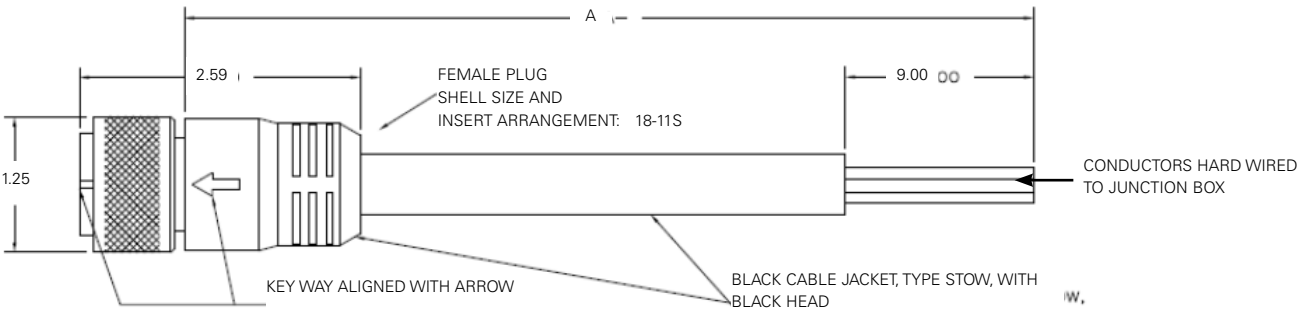 A
2.59
FEMALE PLUG
SHELL SIZE AND
INSERT ARRANGEMENT: 18-11S
9.00 00
1.25
CONDUCTORS HARD WIRED
TO JUNCTION BOX
KEY WAY ALIGNED WITH ARROW
BLACK CABLE JACKET, TYPE STOW, WITH
BLACK HEAD
W,